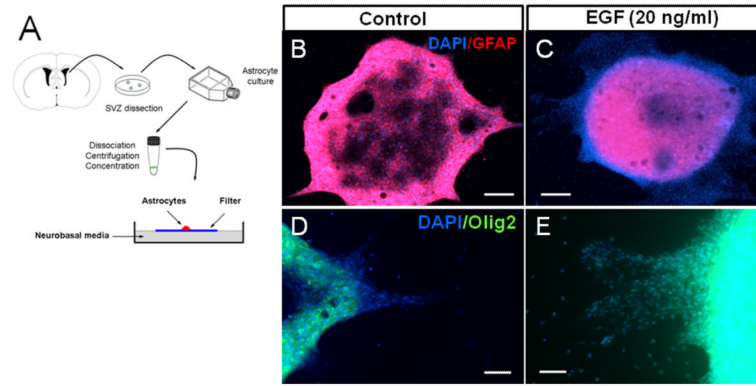 A
SVZ dissection
Astrocyte
culture
Dissociation
Centrifugation
Concentration
Astrocytes
Filter
Neurobasal media
Control
EGF (20 ng/ml)
B
DAPI/GFAP
C
D
DAPI/Olig2
E